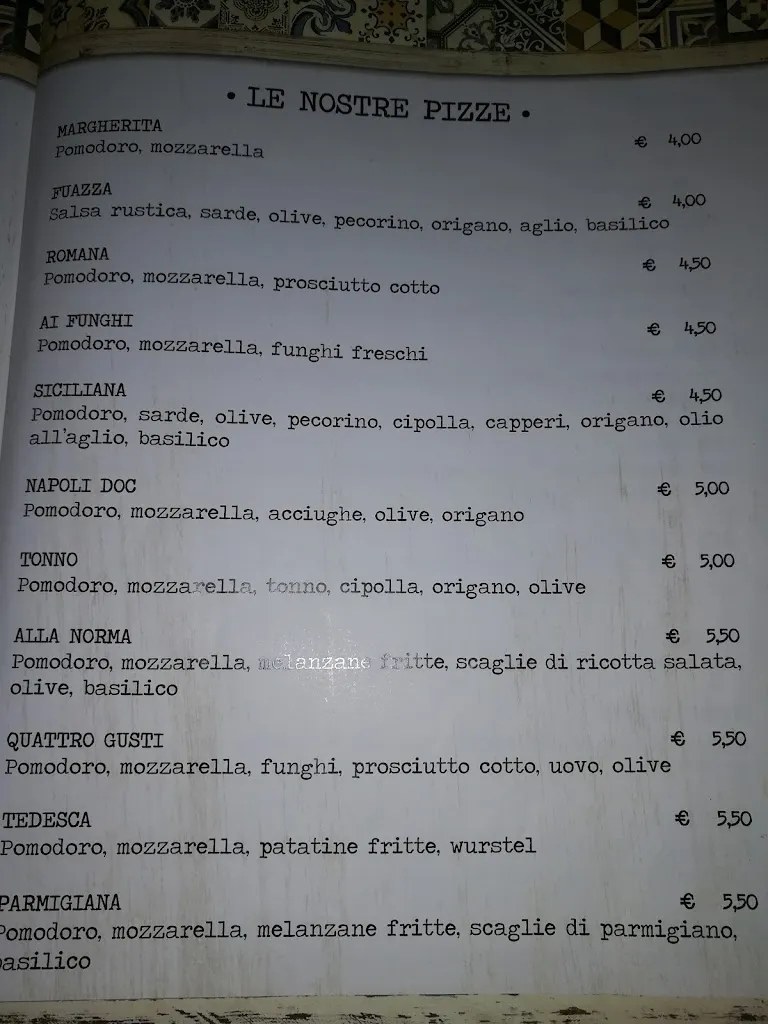 • LE NOSTRE PIZZE •
MARGHERITA € 4,00
Pomodoro, mozzarella
FUAZZA € 4,00
Salsa rustica, sarde, olive, pecorino, origano, aglio, basilico
ROMANA € 4,50
Pomodoro, mozzarella, prosciutto cotto
AI FUNGHI € 4,50
Pomodoro, mozzarella, funghi freschi
SICILIANA € 4,50
Pomodoro, sarde, olive, pecorino, cipolla, capperi, origano, olio
all'aglio, basilico
NAPOLI DOC € 5,00
Pomodoro, mozzarella, acciughe, olive, origano
TONNO € 5,00
Pomodoro, mozzarella, tonno, cipolla, origano, olive
ALLA NORMA € 5,50
Pomodoro, mozzarella, melanzane fritte, scaglie di ricotta salata,
olive, basilico
QUATTRO GUSTI € 5,50
Pomodoro, mozzarella, funghi, prosciutto cotto, uovo, olive
TEDESCA € 5,50
Pomodoro, mozzarella, patatine fritte, wurstel
PARMIGIANA € 5,50
Pomodoro, mozzarella, melanzane fritte, scaglie di parmigiano,
basilico